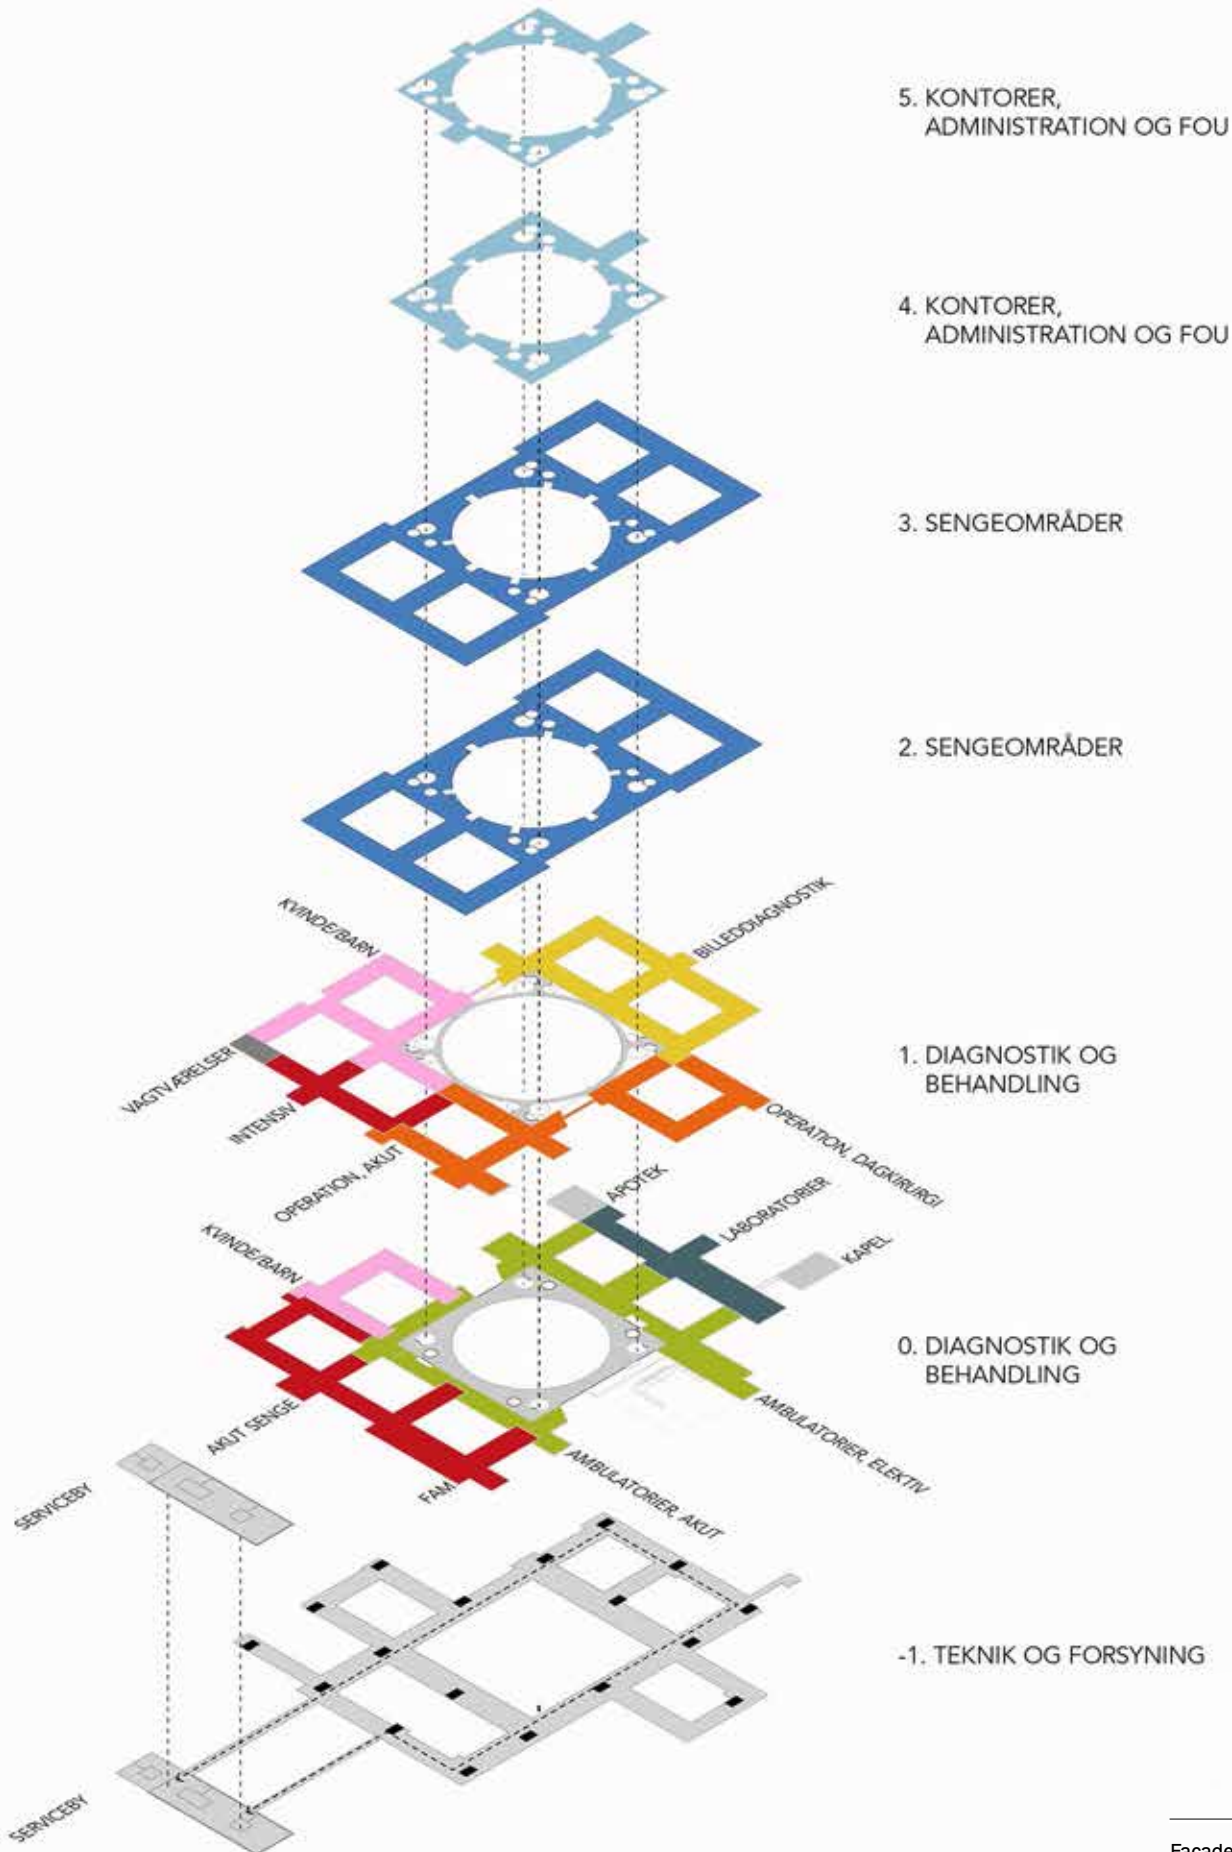 5. KONTORER,
ADMINISTRATION OG FOU
4. KONTORER,
ADMINISTRATION OG FOU
3. SENGEOMRÅDER
2. SENGEOMRÅDER
KVINDE/BARN
BILLEDDIAGNOSTIK
VAGTVÆRELSER
INTENSIV
OPERATION, AKUT
OPERATION, DAGKIRURGI
1. DIAGNOSTIK OG
BEHANDLING
APOTEK
LABORATORIER
KAPEL
KVINDE/BARN
AKUT SENGE
FAM
AMBULATORIER, AKUT
AMBULATORIER, ELEKTIV
0. DIAGNOSTIK OG
BEHANDLING
SERVICEBY
-1. TEKNIK OG FORSYNING
SERVICEBY
Facade